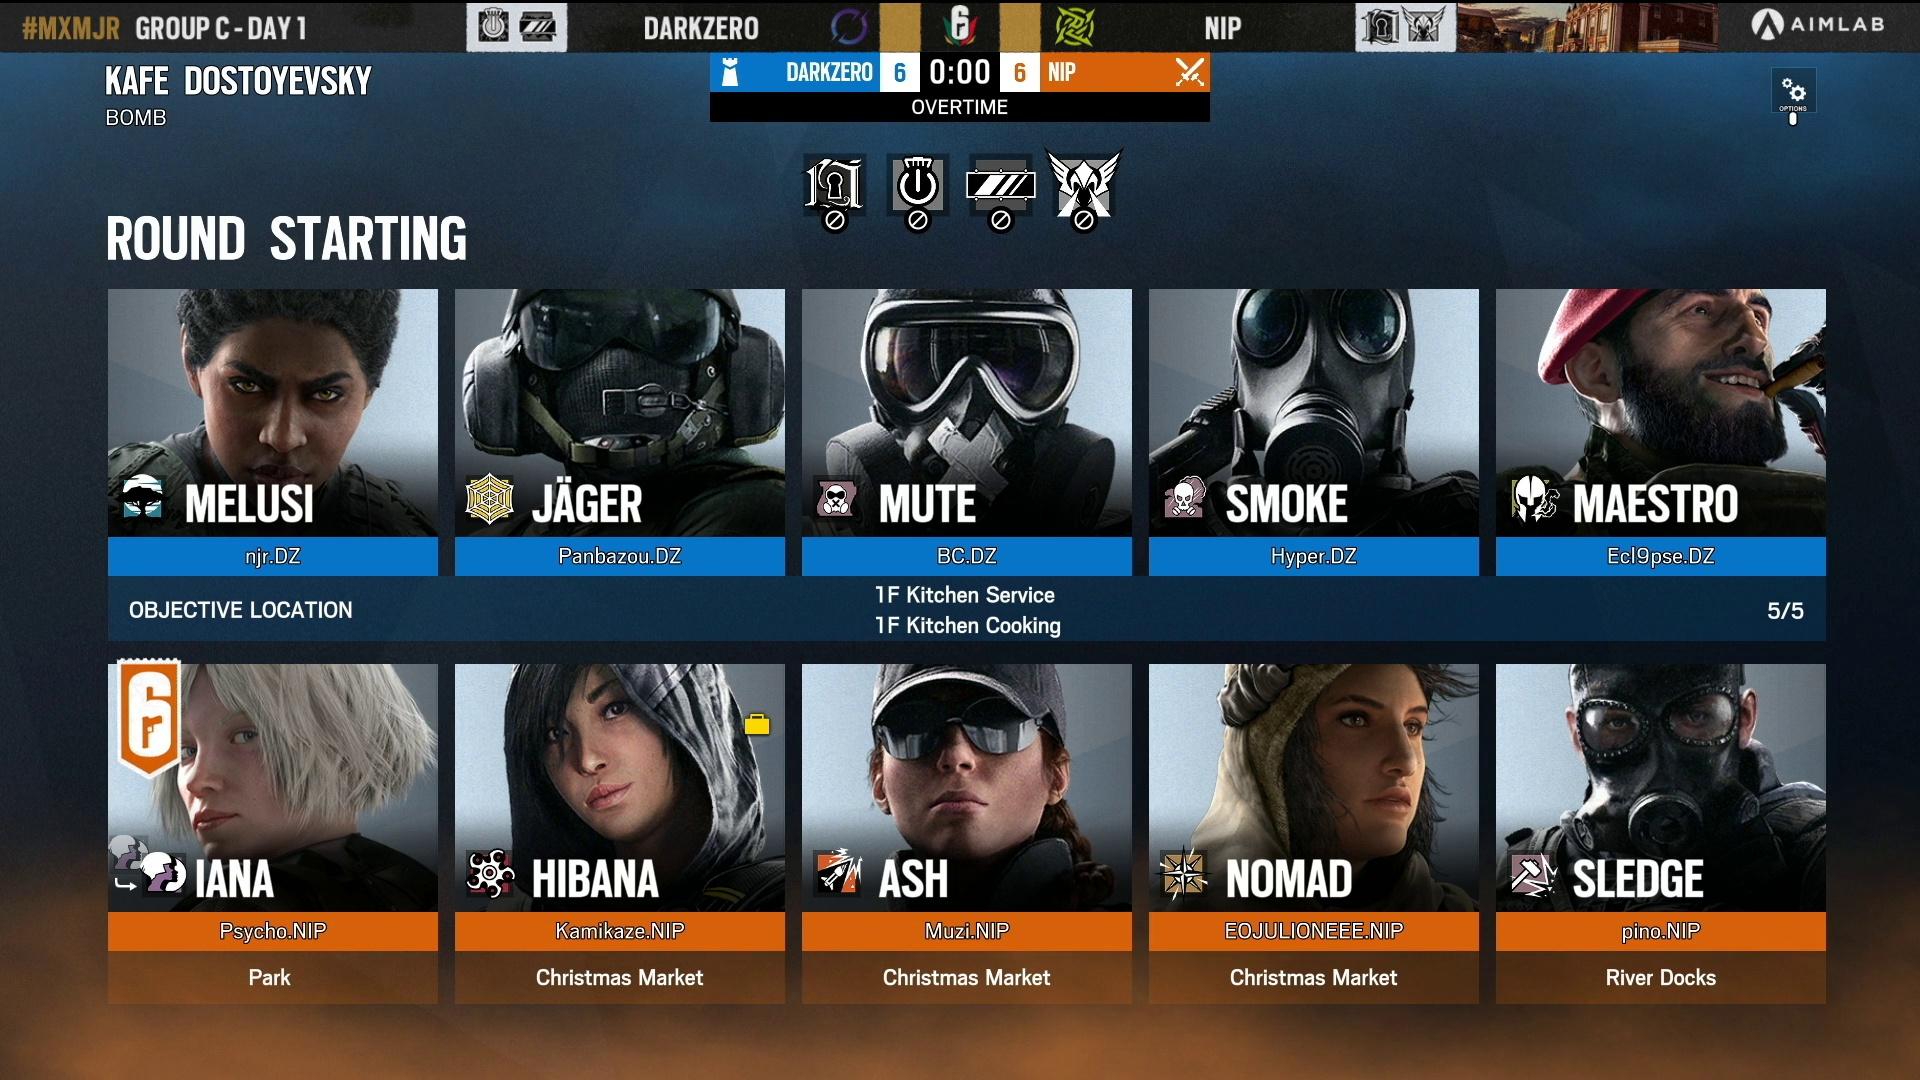 #MXMJR GROUP C - DAY 1
DARKZERO
6
NIP
AIMLAB
KAFE DOSTOYEVSKY
BOMB
DARKZERO 6 0:00 6 NIP
OVERTIME
OPTIONS
ROUND STARTING
MELUSI
njr.DZ
JÄGER
Panbazou.DZ
MUTE
BC.DZ
SMOKE
Hyper.DZ
MAESTRO
Ecl9pse.DZ
OBJECTIVE LOCATION
1F Kitchen Service
1F Kitchen Cooking
5/5
6
IANA
Psycho.NIP
Park
HIBANA
Kamikaze.NIP
Christmas Market
ASH
Muzi.NIP
Christmas Market
NOMAD
EOJULIONEEE.NIP
Christmas Market
SLEDGE
pino.NIP
River Docks